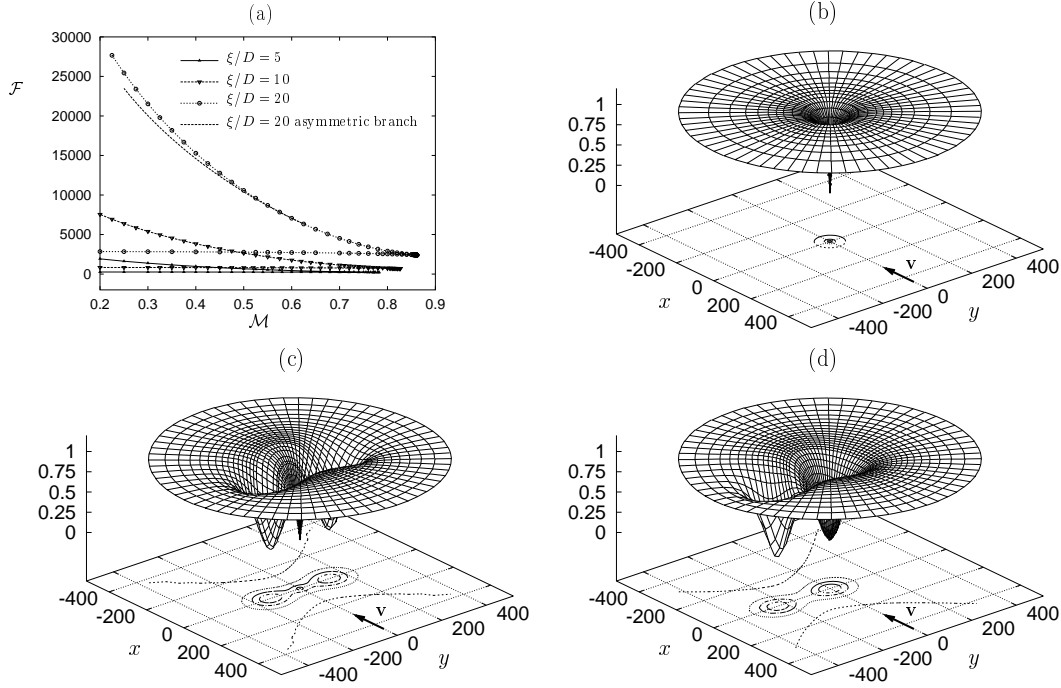 (a)
30000
25000
20000
15000
10000
5000
0
ℱ
ξ/D = 5
ξ/D = 10
ξ/D = 20
ξ/D = 20 asymmetric branch
0.2 0.3 0.4 0.5 0.6 0.7 0.8 0.9
ℳ
(b)
1
0.75
0.5
0.25
0
-400
-200
0
200
400
x
-400
-200
0
200
400
y
v
(c)
1
0.75
0.5
0.25
0
-400
-200
0
200
400
x
-400
-200
0
200
400
y
v
(d)
1
0.75
0.5
0.25
0
-400
-200
0
200
400
x
-400
-200
0
200
400
y
v